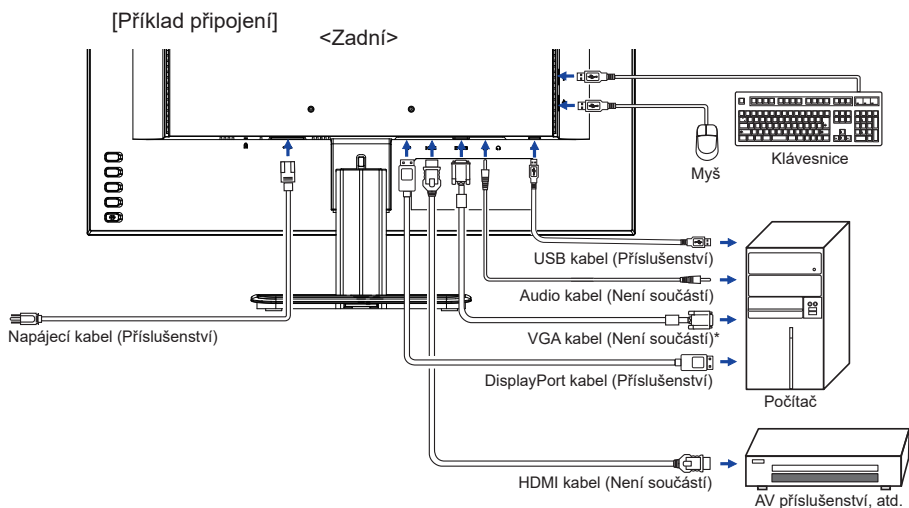 [Příklad připojení]
<Zadní>
Klávesnice
Myš
USB kabel (Příslušenství)
Audio kabel (Není součástí)
Napájecí kabel (Příslušenství)
VGA kabel (Není součástí)*
DisplayPort kabel (Příslušenství)
Počítač
HDMI kabel (Není součástí)
AV příslušenství, atd.